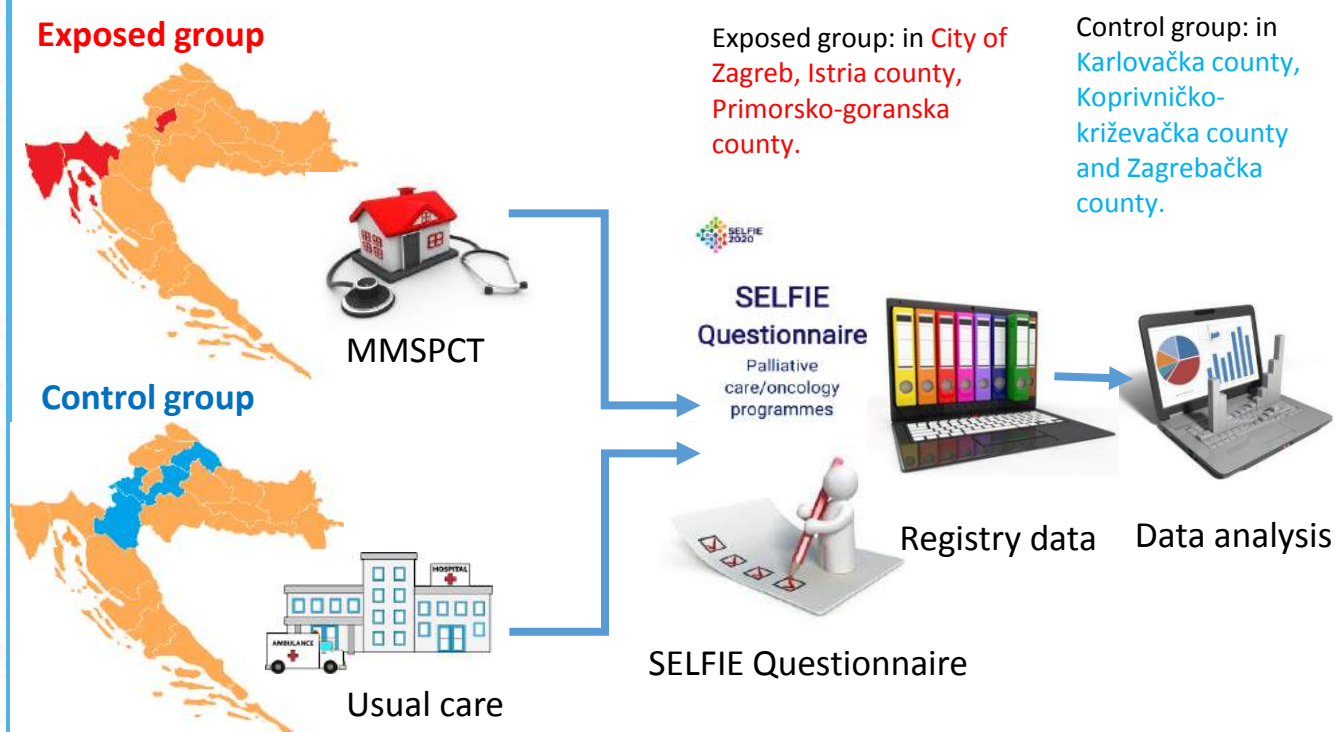 Exposed group
Exposed group: in City of
Zagreb, Istria county,
Primorsko-goranska
county.
Control group: in
Karlovačka county,
Koprivničko-
križevačka county
and Zagrebačka
county.
MMSPCT
SELFIE
2020
SELFIE
Questionnaire
Palliative
care/oncology
programmes
Control group
HOSPITAL
AMBULANCE
Usual care
SELFIE Questionnaire
Registry data
Data analysis